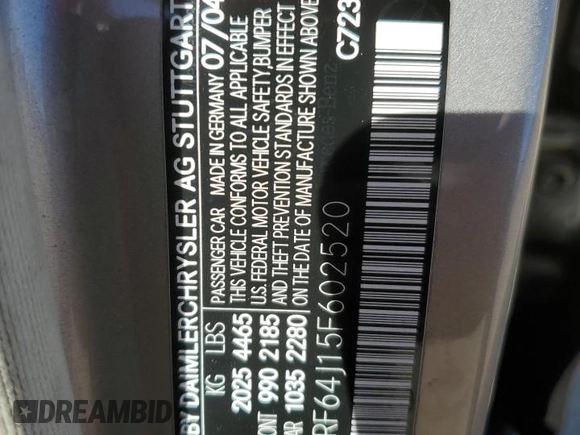 BY DAIMLERCHRYSLER AG STUTTGART
07/04
KG LBS PASSENGER CAR MADE IN GERMANY
2025 4465 THIS VEHICLE CONFORMS TO ALL APPLICABLE
990 2185 U.S. FEDERAL MOTOR VEHICLE SAFETY,BUMPER
AND THEFT PREVENTION STANDARDS IN EFFECT
1035 2280 ON THE DATE OF MANUFACTURE SHOWN ABOVE
C723
RF64J15F602520
BIDHISTORY